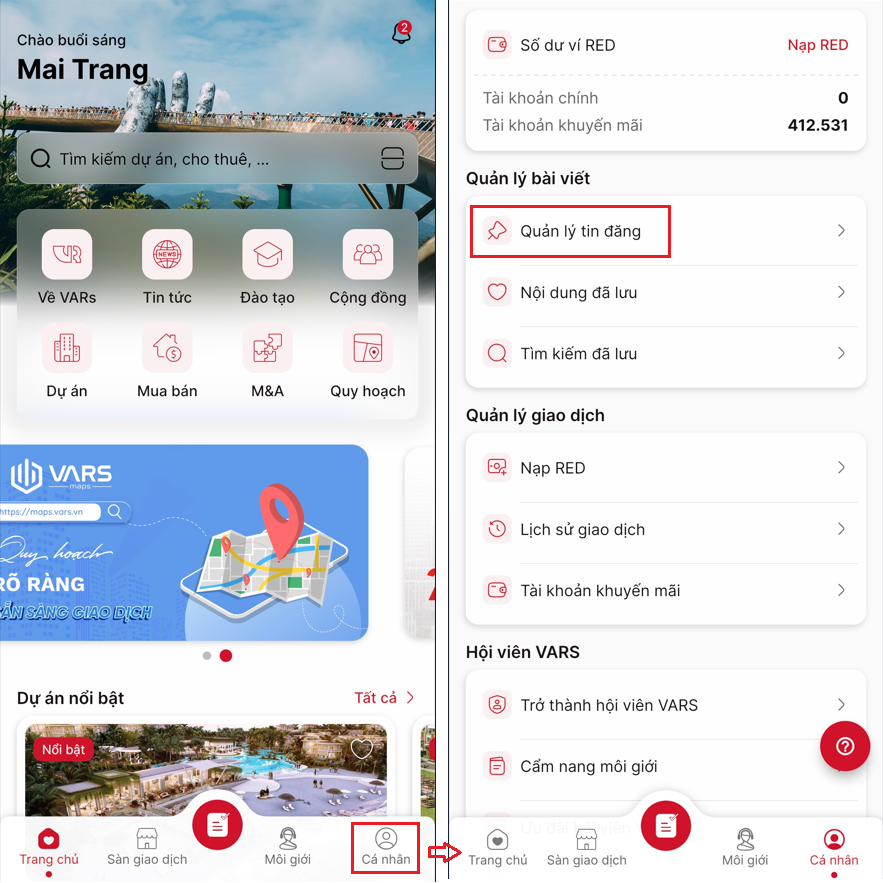 Chào buổi sáng
2
Mai Trang
Tìm kiếm dự án, cho thuê, ...
Về VARs
NEWS
Tin tức
Đào tạo
Cộng đồng
Dự án
Mua bán
M&A
Quy hoạch
VARS
maps
https://maps.vars.vn
Quy hoạch
RÕ RÀNG
SẴN SÀNG GIAO DỊCH
Dự án nổi bật
Tất cả
Nổi bật
Trang chủ
Sàn giao dịch
Môi giới
Cá nhân
Số dư ví RED
Nạp RED
Tài khoản chính
0
Tài khoản khuyến mãi
412.531
Quản lý bài viết
Quản lý tin đăng
Nội dung đã lưu
Tìm kiếm đã lưu
Quản lý giao dịch
Nạp RED
Lịch sử giao dịch
Tài khoản khuyến mãi
Hội viên VARS
Trở thành hội viên VARS
Cẩm nang môi giới
Ưu đãi hội viên
Trang chủ
Sàn giao dịch
Môi giới
Cá nhân